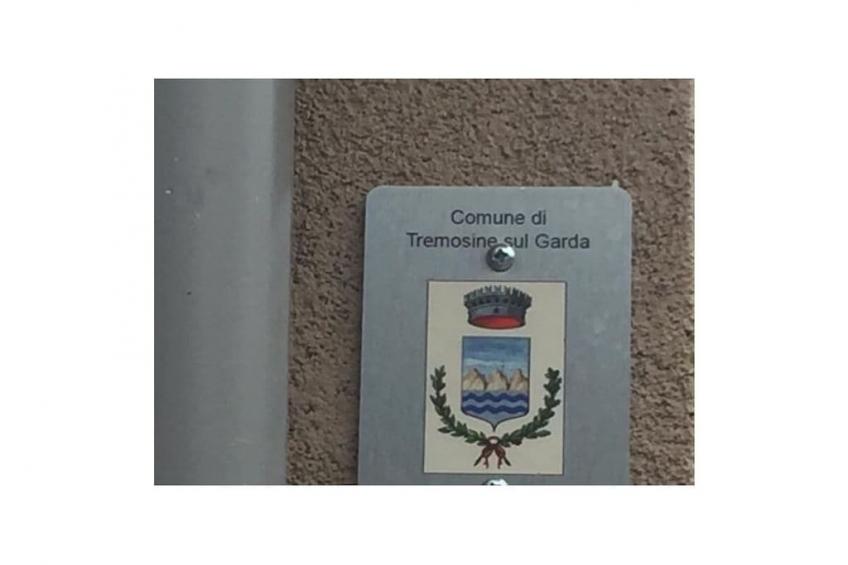 Comune di
Tremosine sul Garda